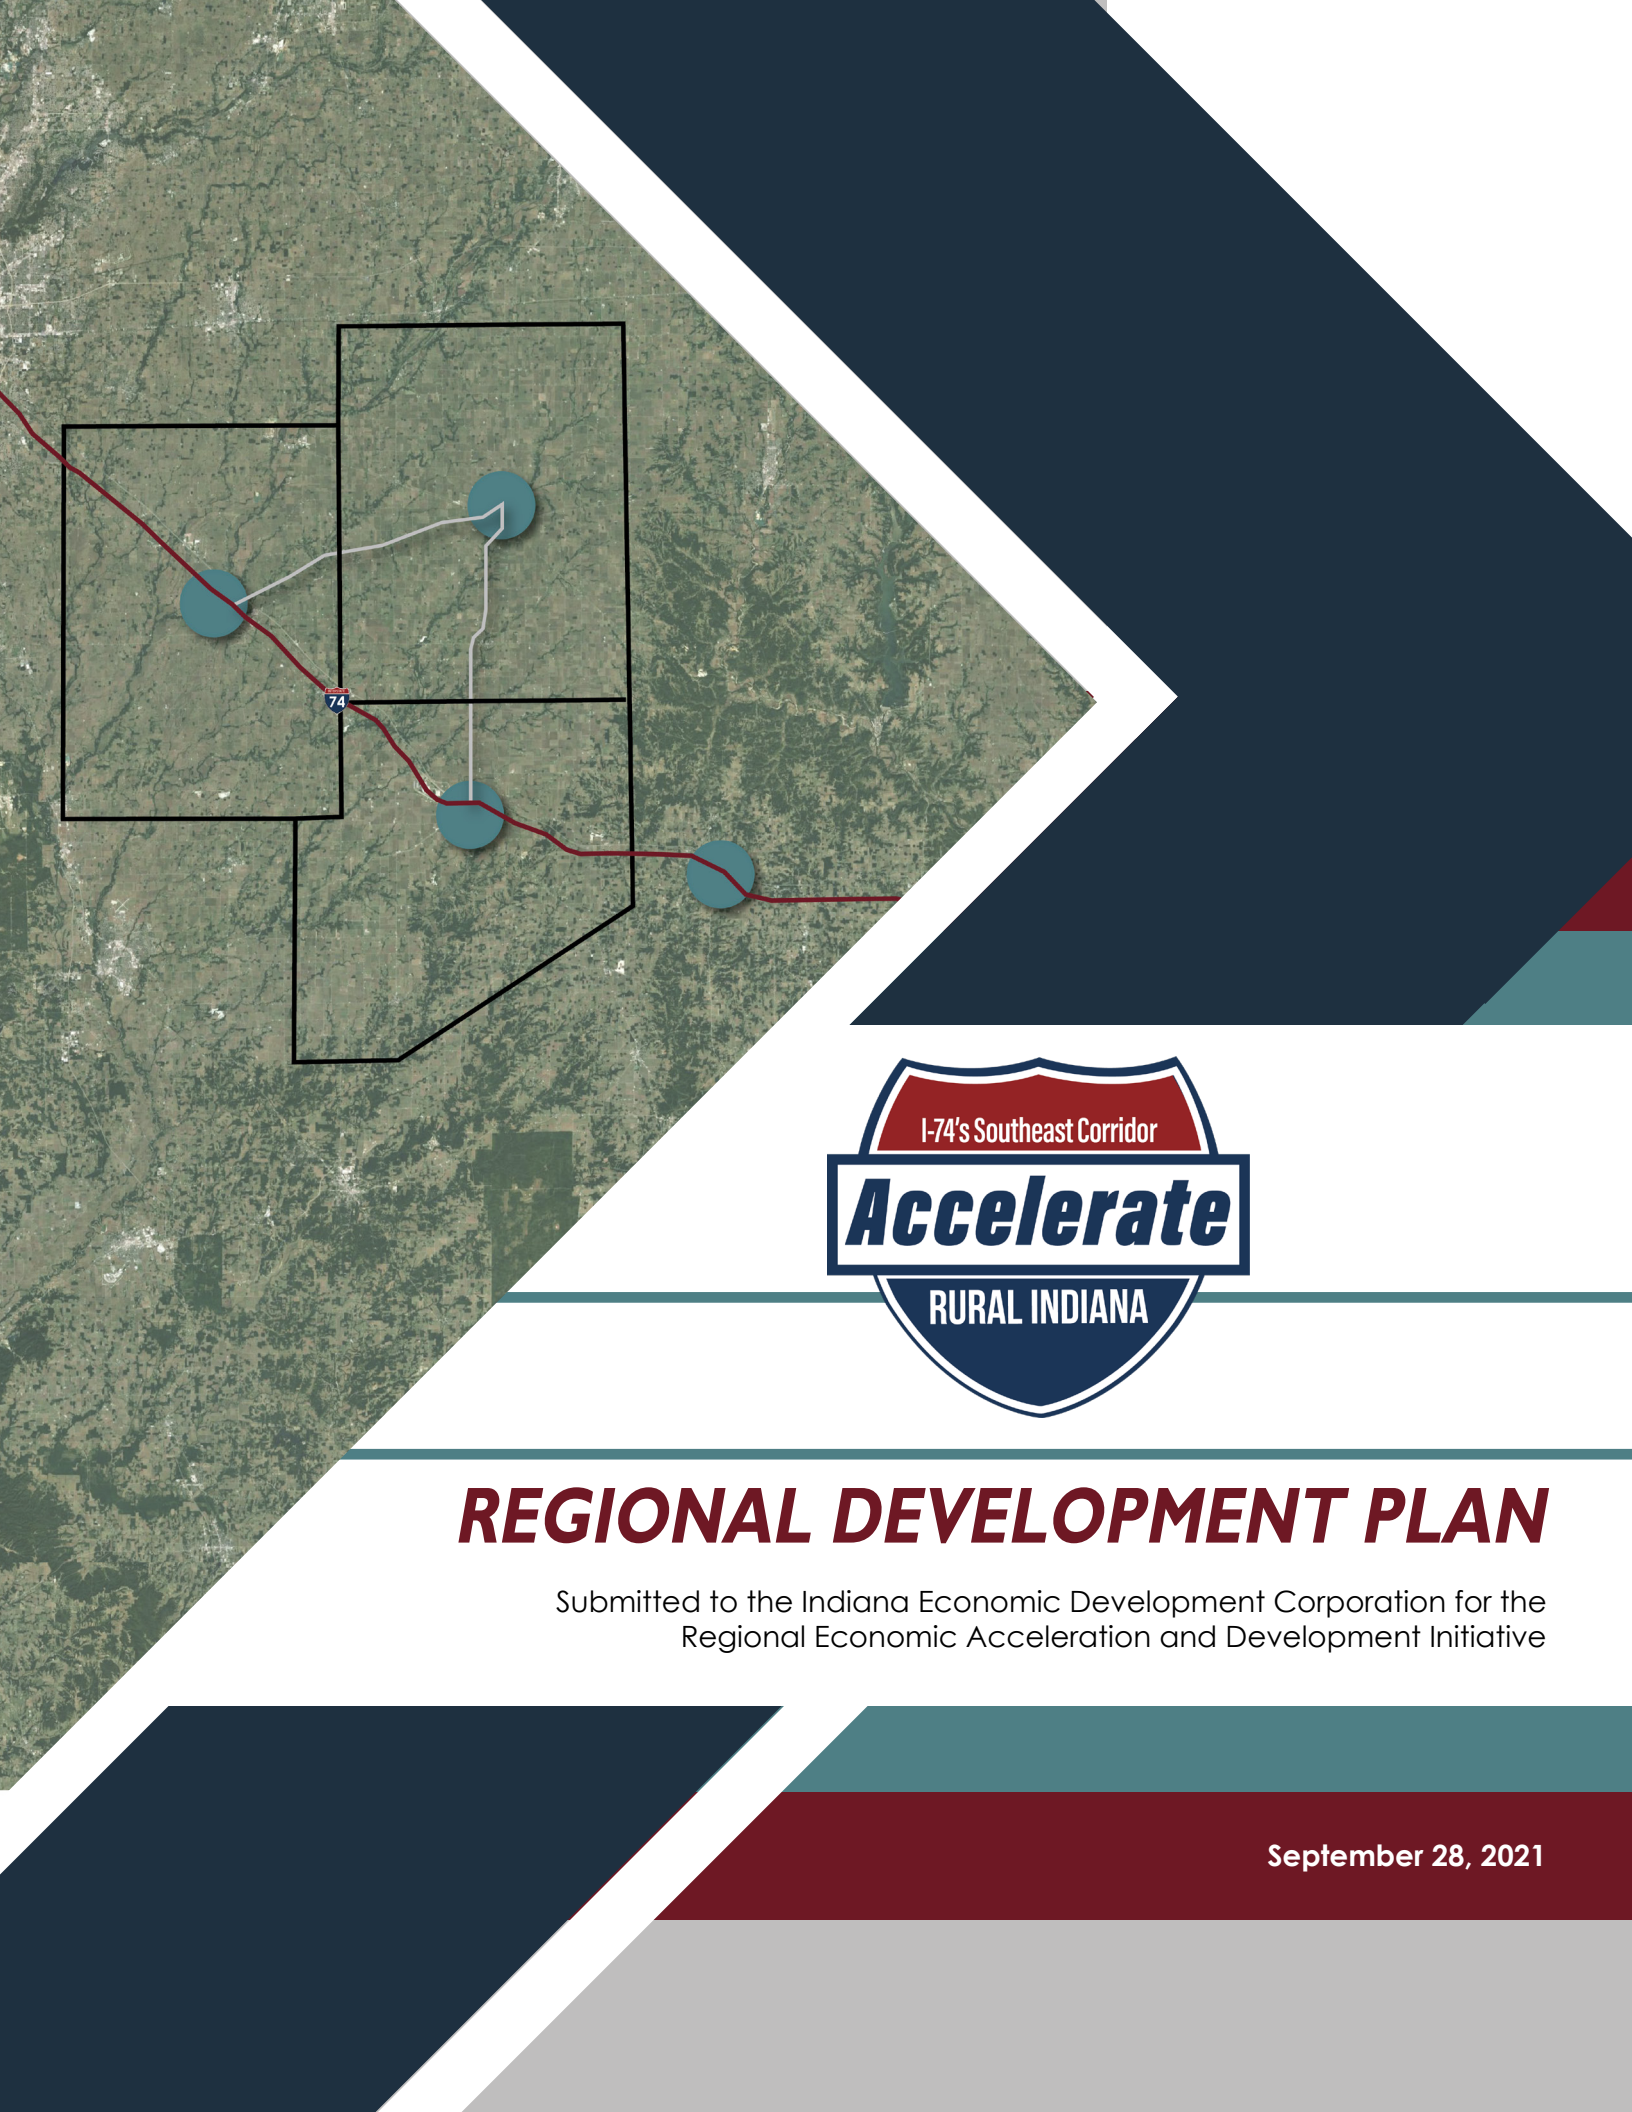 74
I-74's Southeast Corridor
Accelerate
RURAL INDIANA
REGIONAL DEVELOPMENT PLAN
Submitted to the Indiana Economic Development Corporation for the
Regional Economic Acceleration and Development Initiative
September 28, 2021